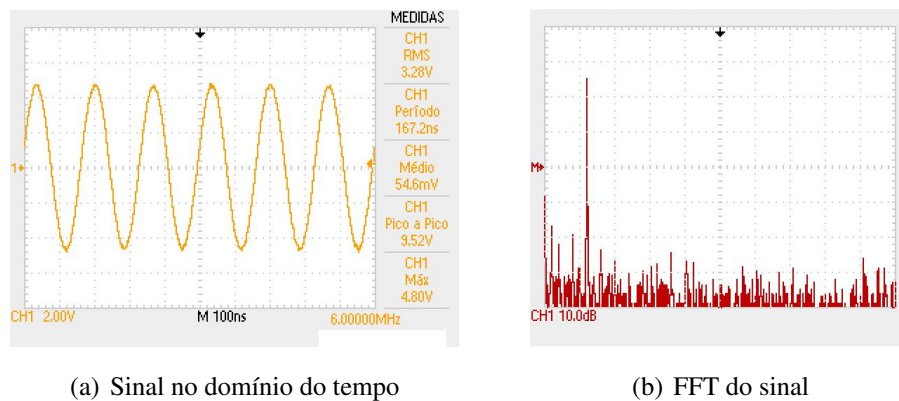 MEDIDAS
CH1
RMS
3.28V
CH1
Período
167.2ns
CH1
Médio
54.6mV
CH1
Pico a Pico
9.52V
CH1
Máx
4.80V
1
CH1 2.00V
M 100ns
6.00000MHz
M
CH1 10.0dB
(a) Sinal no domínio do tempo
(b) FFT do sinal